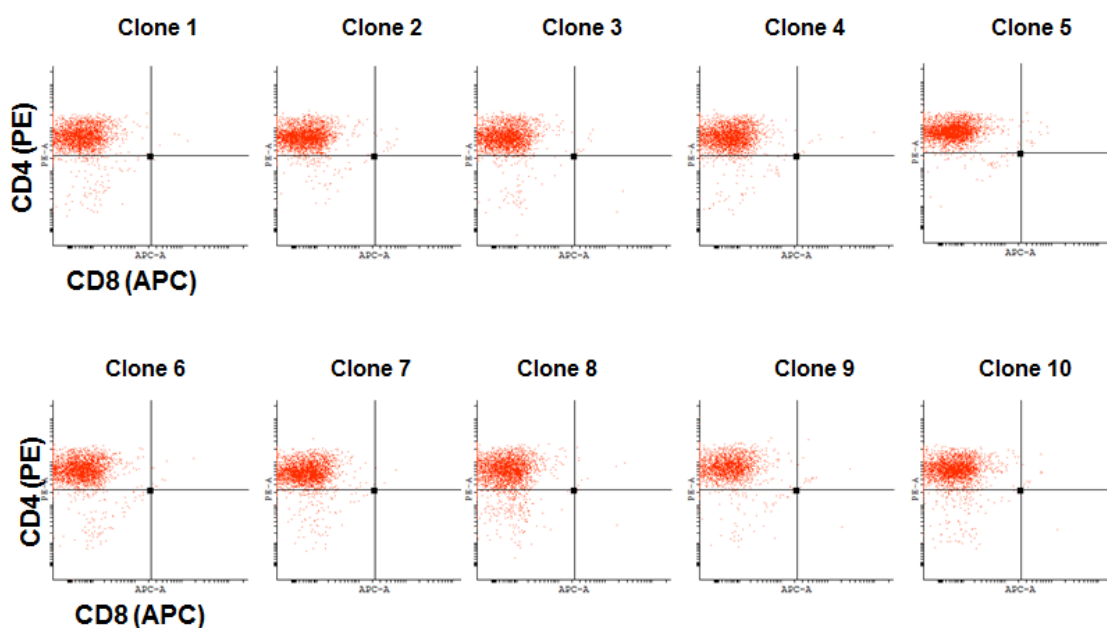 Clone 1 Clone 2 Clone 3 Clone 4 Clone 5
CD4 (PE)
PE-A PE-A PE-A PE-A PE-A
APC-A APC-A APC-A APC-A APC-A
CD8 (APC)
Clone 6 Clone 7 Clone 8 Clone 9 Clone 10
CD4 (PE)
PE-A PE-A PE-A PE-A PE-A
APC-A APC-A APC-A APC-A APC-A
CD8 (APC)